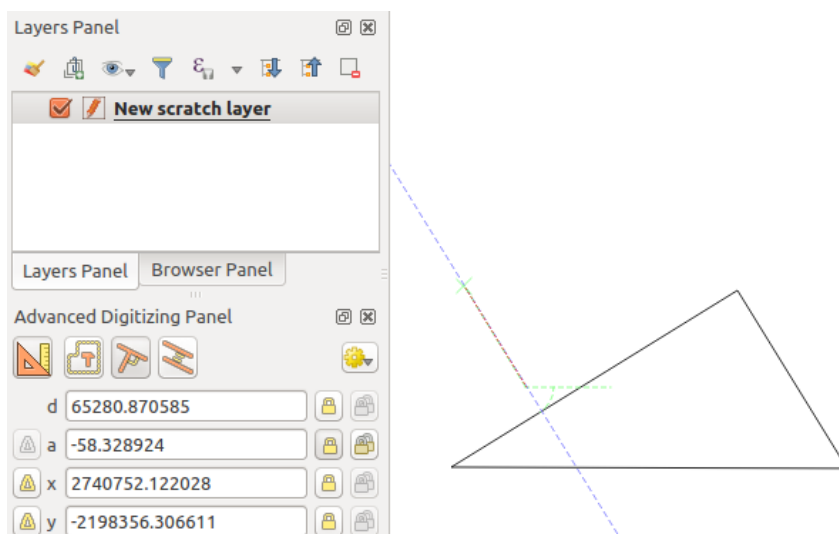 Layers Panel
New scratch layer
Layers Panel Browser Panel
Advanced Digitizing Panel
d 65280.870585
a -58.328924
x 2740752.122028
y -2198356.306611